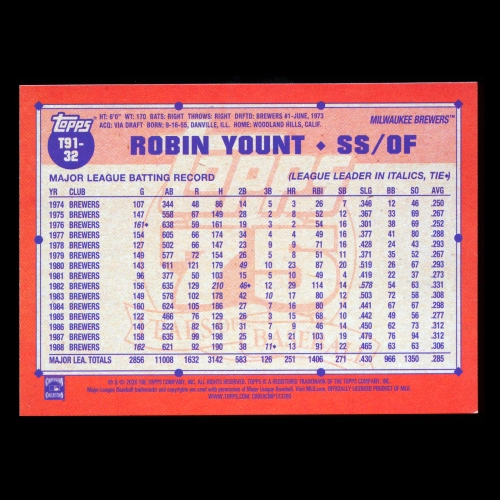 Topps
T91-
32
HT: 6'0" WT: 170 BATS: RIGHT THROWS: RIGHT DRFTD: BREWERS #1-JUNE, 1973
ACQ: VIA DRAFT BORN: 9-16-55, DANVILLE, ILL. HOME: WOODLAND HILLS, CALIF.
MILWAUKEE BREWERS™
ROBIN YOUNT • SS/OF
MAJOR LEAGUE BATTING RECORD (LEAGUE LEADER IN ITALICS, TIE♦)
YR CLUB G AB R H 2B 3B HR RBI SB SLG BB SO AVG
1974 BREWERS 107 344 48 86 14 5 3 26 7 .346 12 46 .250
1975 BREWERS 147 558 67 149 28 2 8 52 12 .367 33 69 .267
1976 BREWERS 161♦ 638 59 161 19 3 2 54 16 .301 38 69 .252
1977 BREWERS 154 605 66 174 34 4 4 49 16 .377 41 80 .288
1978 BREWERS 127 502 66 147 23 9 9 71 16 .428 24 43 .293
1979 BREWERS 149 577 72 154 26 5 8 51 11 .371 35 52 .267
1980 BREWERS 143 611 121 179 49 10 23 87 20 .519 26 67 .293
1981 BREWERS 96 377 50 103 15 5 10 49 4 .419 22 37 .273
1982 BREWERS 156 635 129 210 46♦ 12 29 114 14 .578 54 63 .331
1983 BREWERS 149 578 102 178 42 10 17 80 12 .503 72 58 .308
1984 BREWERS 160 624 105 186 27 7 16 80 14 .441 67 67 .298
1985 BREWERS 122 466 76 129 26 3 15 68 10 .442 49 56 .277
1986 BREWERS 140 522 82 163 31 7 9 46 14 .450 62 73 .312
1987 BREWERS 158 635 99 198 25 9 21 103 19 .479 76 94 .312
1988 BREWERS 162 621 92 190 38 11♦ 13 91 22 .465 63 63 .306
MAJOR LEA. TOTALS 2856 11008 1632 3142 583 126 251 1406 271 .430 966 1350 .285